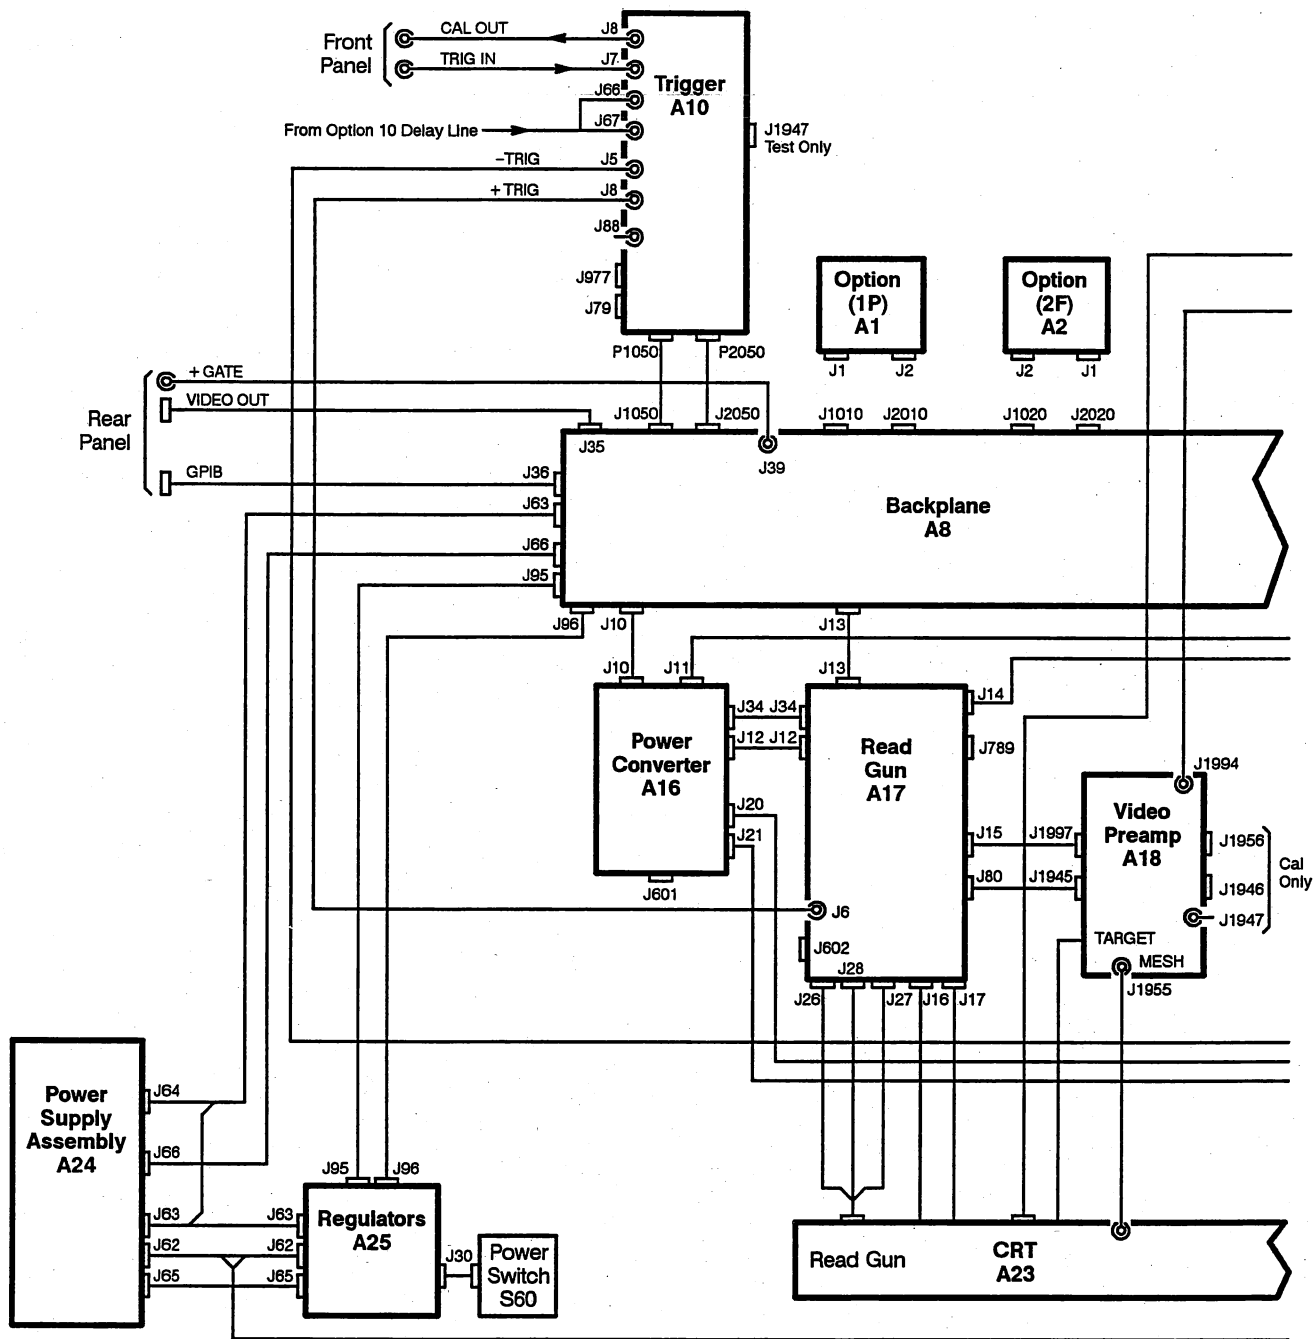 Front
Panel
CAL OUT
J8
TRIG IN
J7
J66
From Option 10 Delay Line
J67
–TRIG
J5
+ TRIG
J8
J88
J977
J79
Trigger
A10
J1947
Test Only
P1050
P2050
Option
(1P)
A1
J1
J2
Option
(2F)
A2
J2
J1
Rear
Panel
+ GATE
VIDEO OUT
GPIB
J35
J1050
J2050
J39
J1010
J2010
J1020
J2020
J36
J63
J66
J95
Backplane
A8
J96
J10
J13
J10
J11
J13
Power
Converter
A16
J34
J34
J12
J12
J20
J21
J601
Read
Gun
A17
J14
J789
J15
J1997
J80
J1945
J6
J602
J28
J26
J27
J16
J17
Video
Preamp
A18
J1994
J1956
J1946
J1947
Cal
Only
TARGET
MESH
J1955
Power
Supply
Assembly
A24
J64
J66
J63
J62
J65
J95
J96
J63
J62
J65
Regulators
A25
J30
Power
Switch
S60
Read Gun
CRT
A23